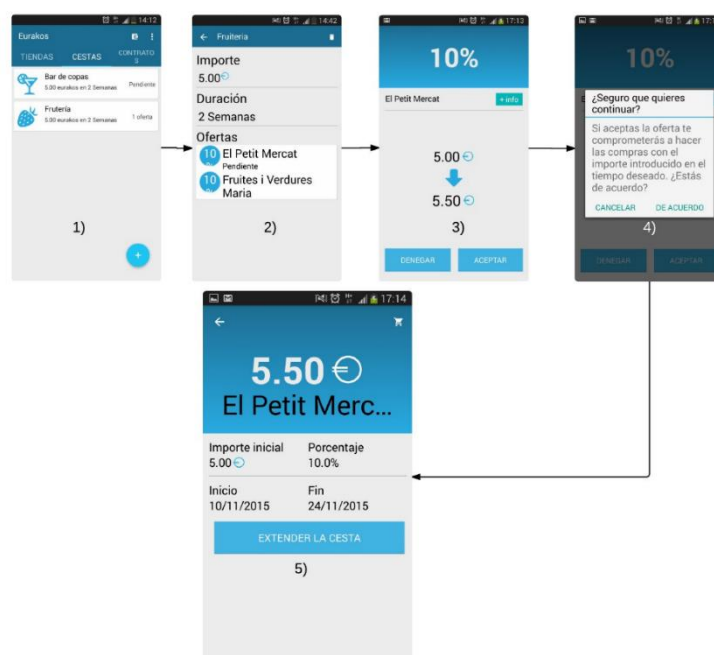 14:12
Eurakos
TIENDAS CESTAS CONTRATO
S
Bar de copas
5.00 eurakos en 2 Semanas Pendiente
Frutería
5.00 eurakos en 2 Semanas 1 oferta
1)
+
14:42
Fruiteria
Importe
5.00
Duración
2 Semanas
Ofertas
10 El Petit Mercat
Pendiente
10 Fruites i Verdures
Maria
2)
17:13
10%
El Petit Mercat + info
5.00
5.50
3)
DENEGAR ACEPTAR
10%
¿Seguro que quieres
continuar?
Si aceptas la oferta te
comprometerás a hacer
las compras con el
importe introducido en el
tiempo deseado. ¿Estás
de acuerdo?
CANCELAR DE ACUERDO
4)
DENEGAR ACEPTAR
17:14
5.50
El Petit Merc...
Importe inicial Porcentaje
5.00 10.0%
Inicio Fin
10/11/2015 24/11/2015
EXTENDER LA CESTA
5)